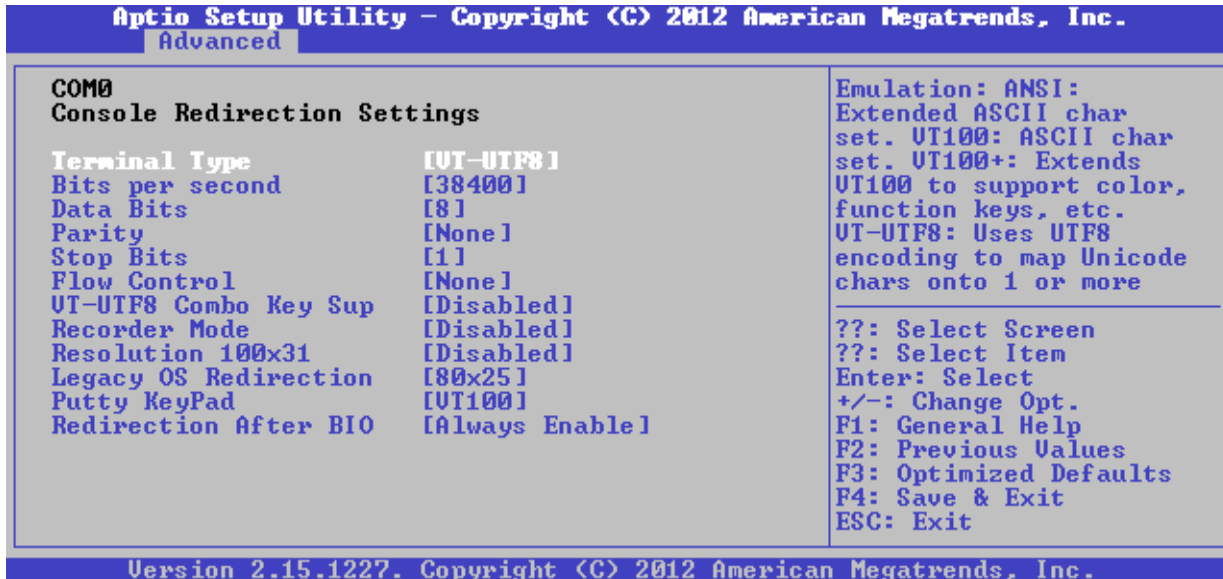 Aptio Setup Utility - Copyright (C) 2012 American Megatrends, Inc.
Advanced
COM0
Console Redirection Settings
Terminal Type [VT-UTF8]
Bits per second [38400]
Data Bits [8]
Parity [None]
Stop Bits [1]
Flow Control [None]
VT-UTF8 Combo Key Sup [Disabled]
Recorder Mode [Disabled]
Resolution 100x31 [Disabled]
Legacy OS Redirection [80x25]
Putty KeyPad [VT100]
Redirection After BIO [Always Enable]
Emulation: ANSI:
Extended ASCII char
set. VT100: ASCII char
set. VT100+: Extends
VT100 to support color,
function keys, etc.
VT-UTF8: Uses UTF8
encoding to map Unicode
chars onto 1 or more
??: Select Screen
??: Select Item
Enter: Select
+/-: Change Opt.
F1: General Help
F2: Previous Values
F3: Optimized Defaults
F4: Save & Exit
ESC: Exit
Version 2.15.1227. Copyright (C) 2012 American Megatrends, Inc.